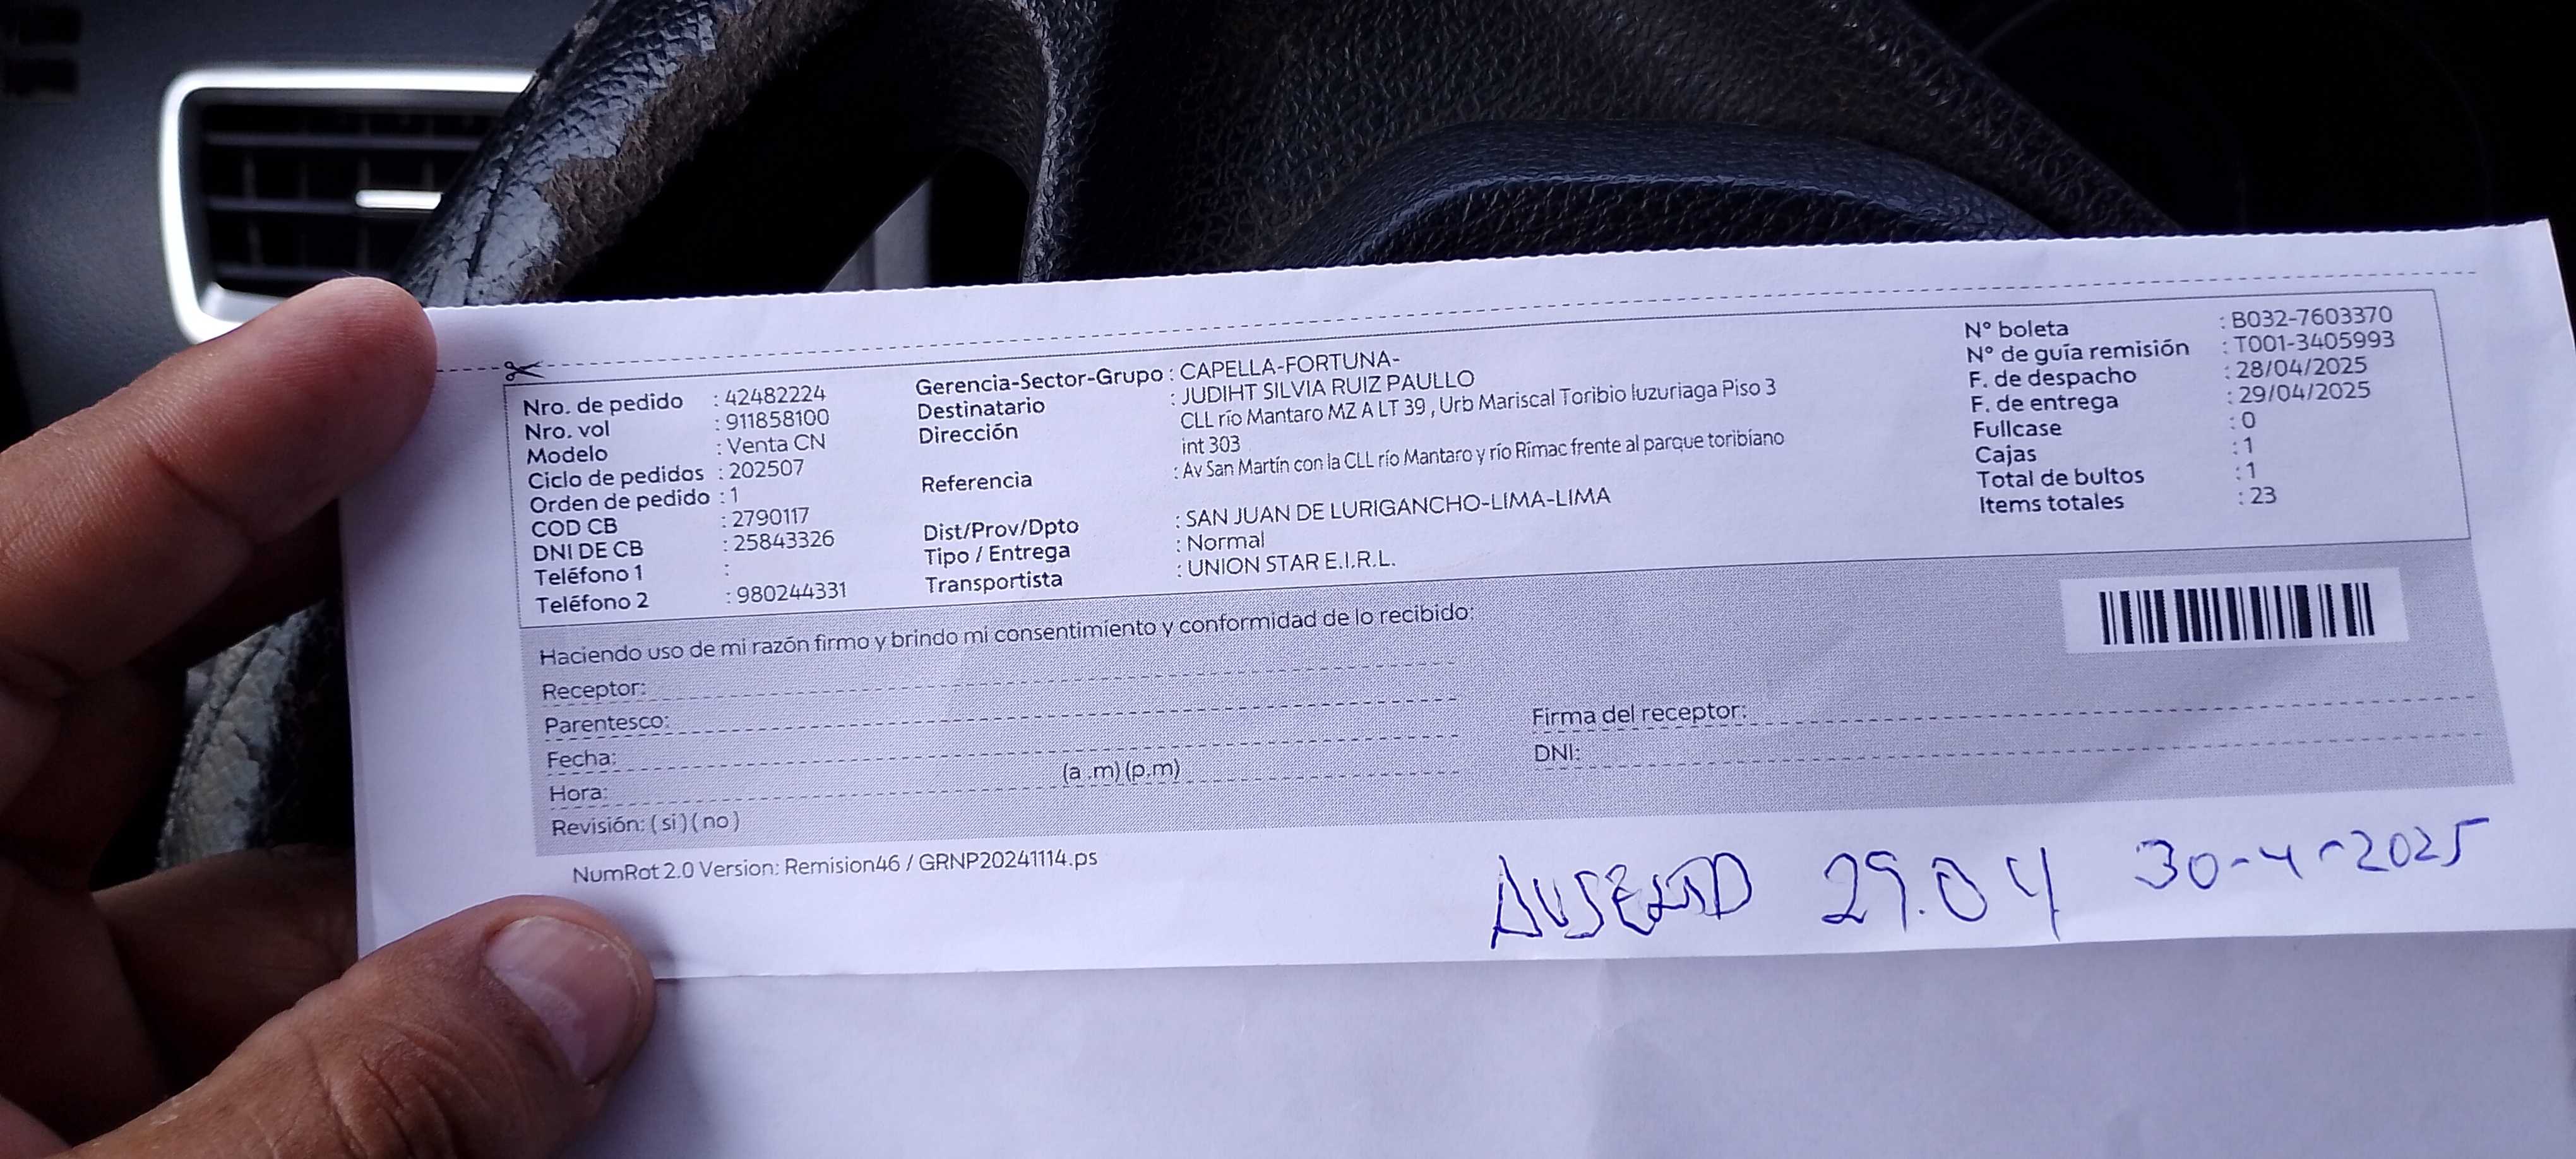 Nro. de pedido : 42482224
Nro. vol : 911858100
Modelo : Venta CN
Ciclo de pedidos : 202507
Orden de pedido : 1
COD CB : 2790117
DNI DE CB : 25843326
Teléfono 1 :
Teléfono 2 : 980244331
Gerencia-Sector-Grupo : CAPELLA-FORTUNA-
Destinatario : JUDIHT SILVIA RUIZ PAULLO
Dirección CLL río Mantaro MZ A LT 39 , Urb Mariscal Toribio luzuriaga Piso 3
int 303
Referencia : Av San Martín con la CLL río Mantaro y río Rímac frente al parque toribiano
Dist/Prov/Dpto : SAN JUAN DE LURIGANCHO-LIMA-LIMA
Tipo / Entrega : Normal
Transportista : UNION STAR E.I.R.L.
N° boleta : B032-7603370
N° de guía remisión : T001-3405993
F. de despacho : 28/04/2025
F. de entrega : 29/04/2025
Fullcase : 0
Cajas : 1
Total de bultos : 1
Items totales : 23
Haciendo uso de mi razón firmo y brindo mi consentimiento y conformidad de lo recibido:
Receptor:
Parentesco:
Fecha:
Hora: (a .m) (p.m)
Revisión: ( si ) ( no )
Firma del receptor:
DNI:
NumRot 2.0 Version: Remision46 / GRNP20241114.ps
29.04 30-4-2025